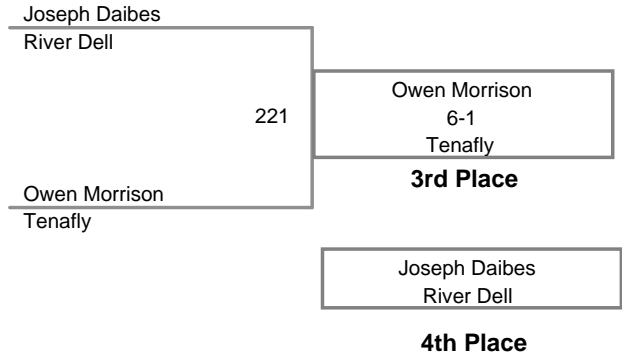 Joseph Daibes
River Dell
221
Owen Morrison
6-1
Tenafly
3rd Place
Owen Morrison
Tenafly
Joseph Daibes
River Dell
4th Place